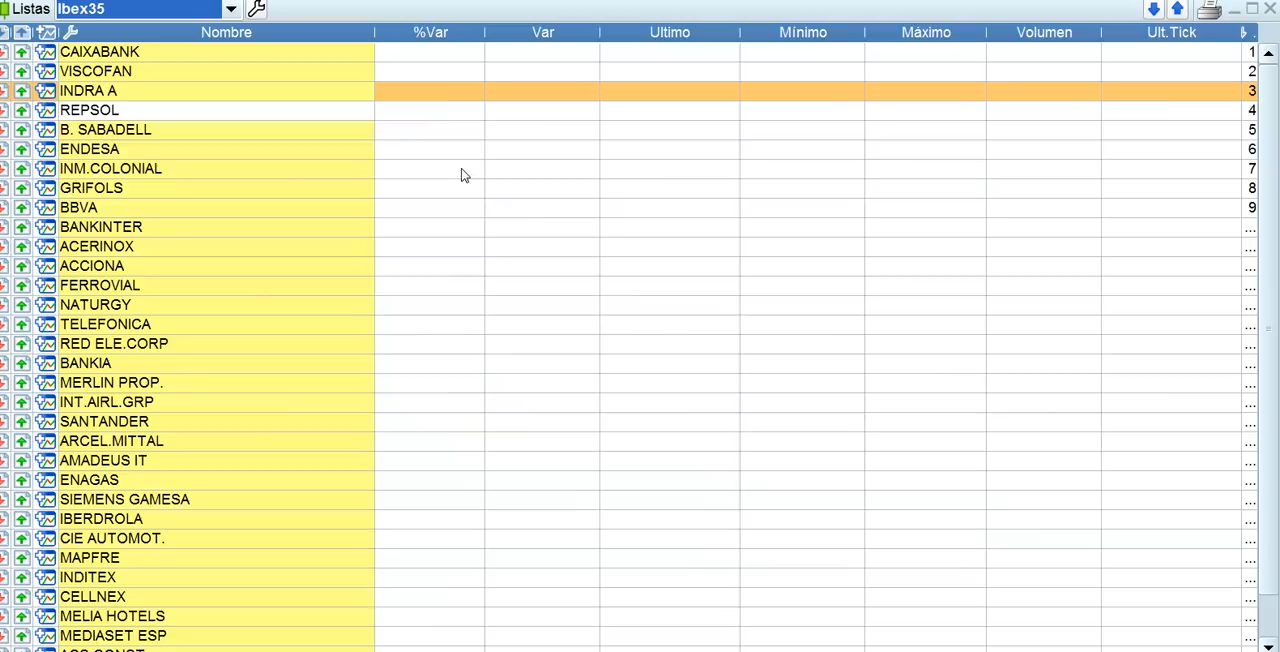 Listas Ibex35
Nombre %Var Var Ultimo Mínimo Máximo Volumen Ult.Tick
CAIXABANK 1
VISCOFAN 2
INDRA A 3
REPSOL 4
B. SABADELL 5
ENDESA 6
INM.COLONIAL 7
GRIFOLS 8
BBVA 9
BANKINTER ...
ACERINOX ...
ACCIONA ...
FERROVIAL ...
NATURGY ...
TELEFONICA ...
RED ELE.CORP ...
BANKIA ...
MERLIN PROP. ...
INT.AIRL.GRP ...
SANTANDER ...
ARCEL.MITTAL ...
AMADEUS IT ...
ENAGAS ...
SIEMENS GAMESA ...
IBERDROLA ...
CIE AUTOMOT. ...
MAPFRE ...
INDITEX ...
CELLNEX ...
MELIA HOTELS ...
MEDIASET ESP ...